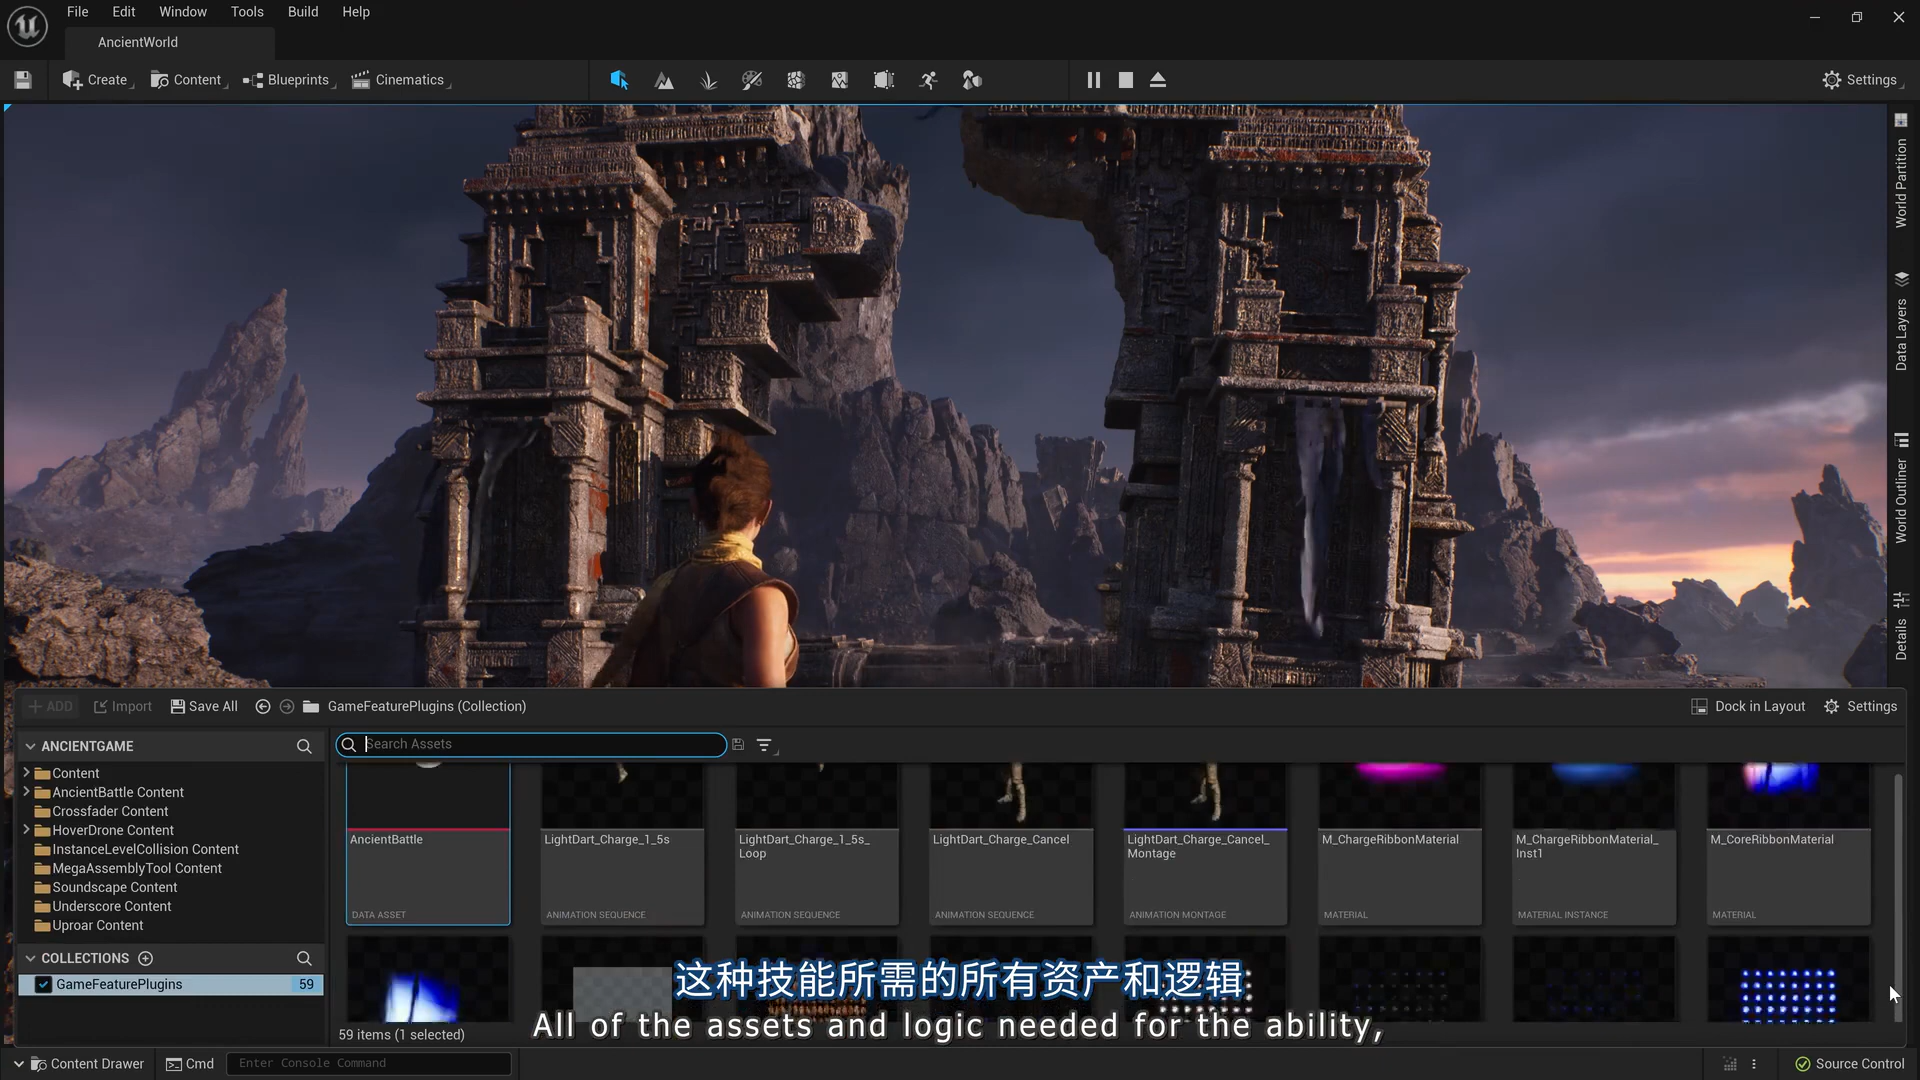 File Edit Window Tools Build Help
AncientWorld
Create Content Blueprints Cinematics Settings
World Partition
Data Layers
World Outliner
Details
ADD Import Save All GameFeaturePlugins (Collection) Dock in Layout Settings
ANCIENTGAME
Search Assets
Content
AncientBattle Content
Crossfader Content
HoverDrone Content
InstanceLevelCollision Content
MegaAssemblyTool Content
Soundscape Content
Underscore Content
Uproar Content
COLLECTIONS
GameFeaturePlugins 59
AncientBattle
DATA ASSET
LightDart_Charge_1_5s
ANIMATION SEQUENCE
LightDart_Charge_1_5s_
Loop
ANIMATION SEQUENCE
LightDart_Charge_Cancel
ANIMATION SEQUENCE
LightDart_Charge_Cancel_
Montage
ANIMATION MONTAGE
M_ChargeRibbonMaterial
MATERIAL
M_ChargeRibbonMaterial_
Inst1
MATERIAL INSTANCE
M_CoreRibbonMaterial
MATERIAL
这种技能所需的所有资产和逻辑
All of the assets and logic needed for the ability,
59 items (1 selected)
Content Drawer Cmd Enter Console Command Source Control